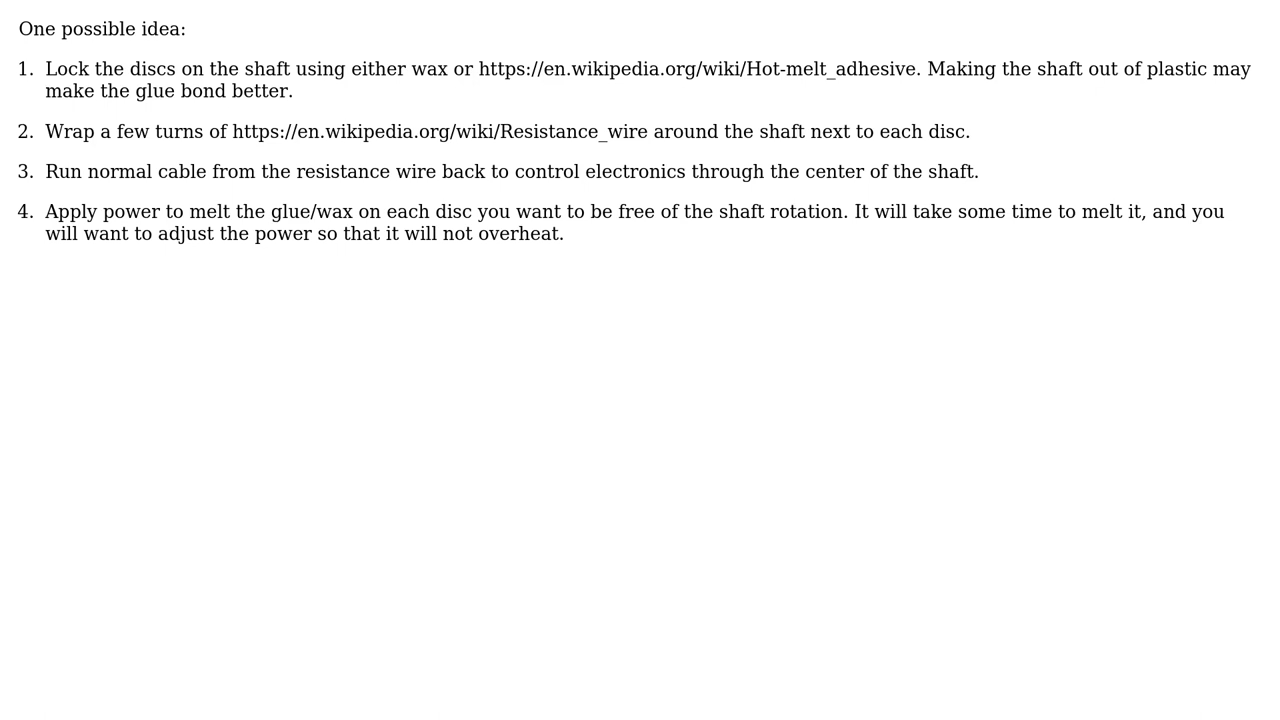 One possible idea:
1. Lock the discs on the shaft using either wax or https://en.wikipedia.org/wiki/Hot-melt_adhesive. Making the shaft out of plastic may
make the glue bond better.
2. Wrap a few turns of https://en.wikipedia.org/wiki/Resistance_wire around the shaft next to each disc.
3. Run normal cable from the resistance wire back to control electronics through the center of the shaft.
4. Apply power to melt the glue/wax on each disc you want to be free of the shaft rotation. It will take some time to melt it, and you
will want to adjust the power so that it will not overheat.